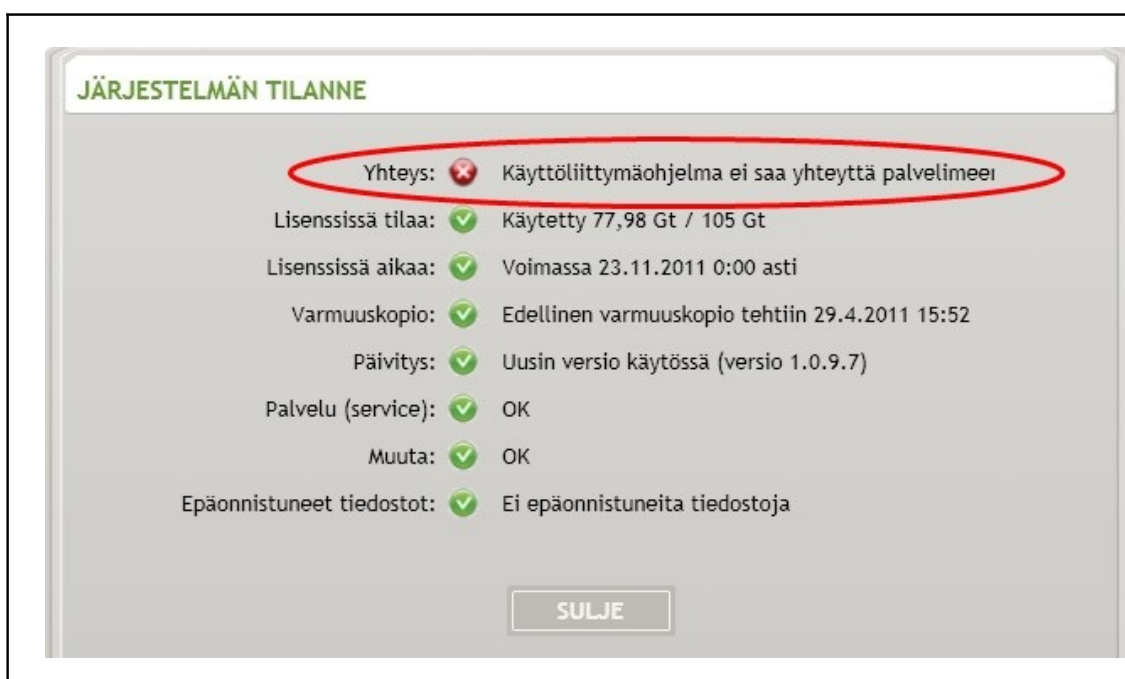 JÄRJESTELMÄN TILANNE
Yhteys: Käyttöliittymäohjelma ei saa yhteyttä palvelimeen
Lisenssissä tilaa: Käytetty 77,98 Gt / 105 Gt
Lisenssissä aikaa: Voimassa 23.11.2011 0:00 asti
Varmuuskopio: Edellinen varmuuskopio tehtiin 29.4.2011 15:52
Päivitys: Uusin versio käytössä (versio 1.0.9.7)
Palvelu (service): OK
Muuta: OK
Epäonnistuneet tiedostot: Ei epäonnistuneita tiedostoja
SULJE